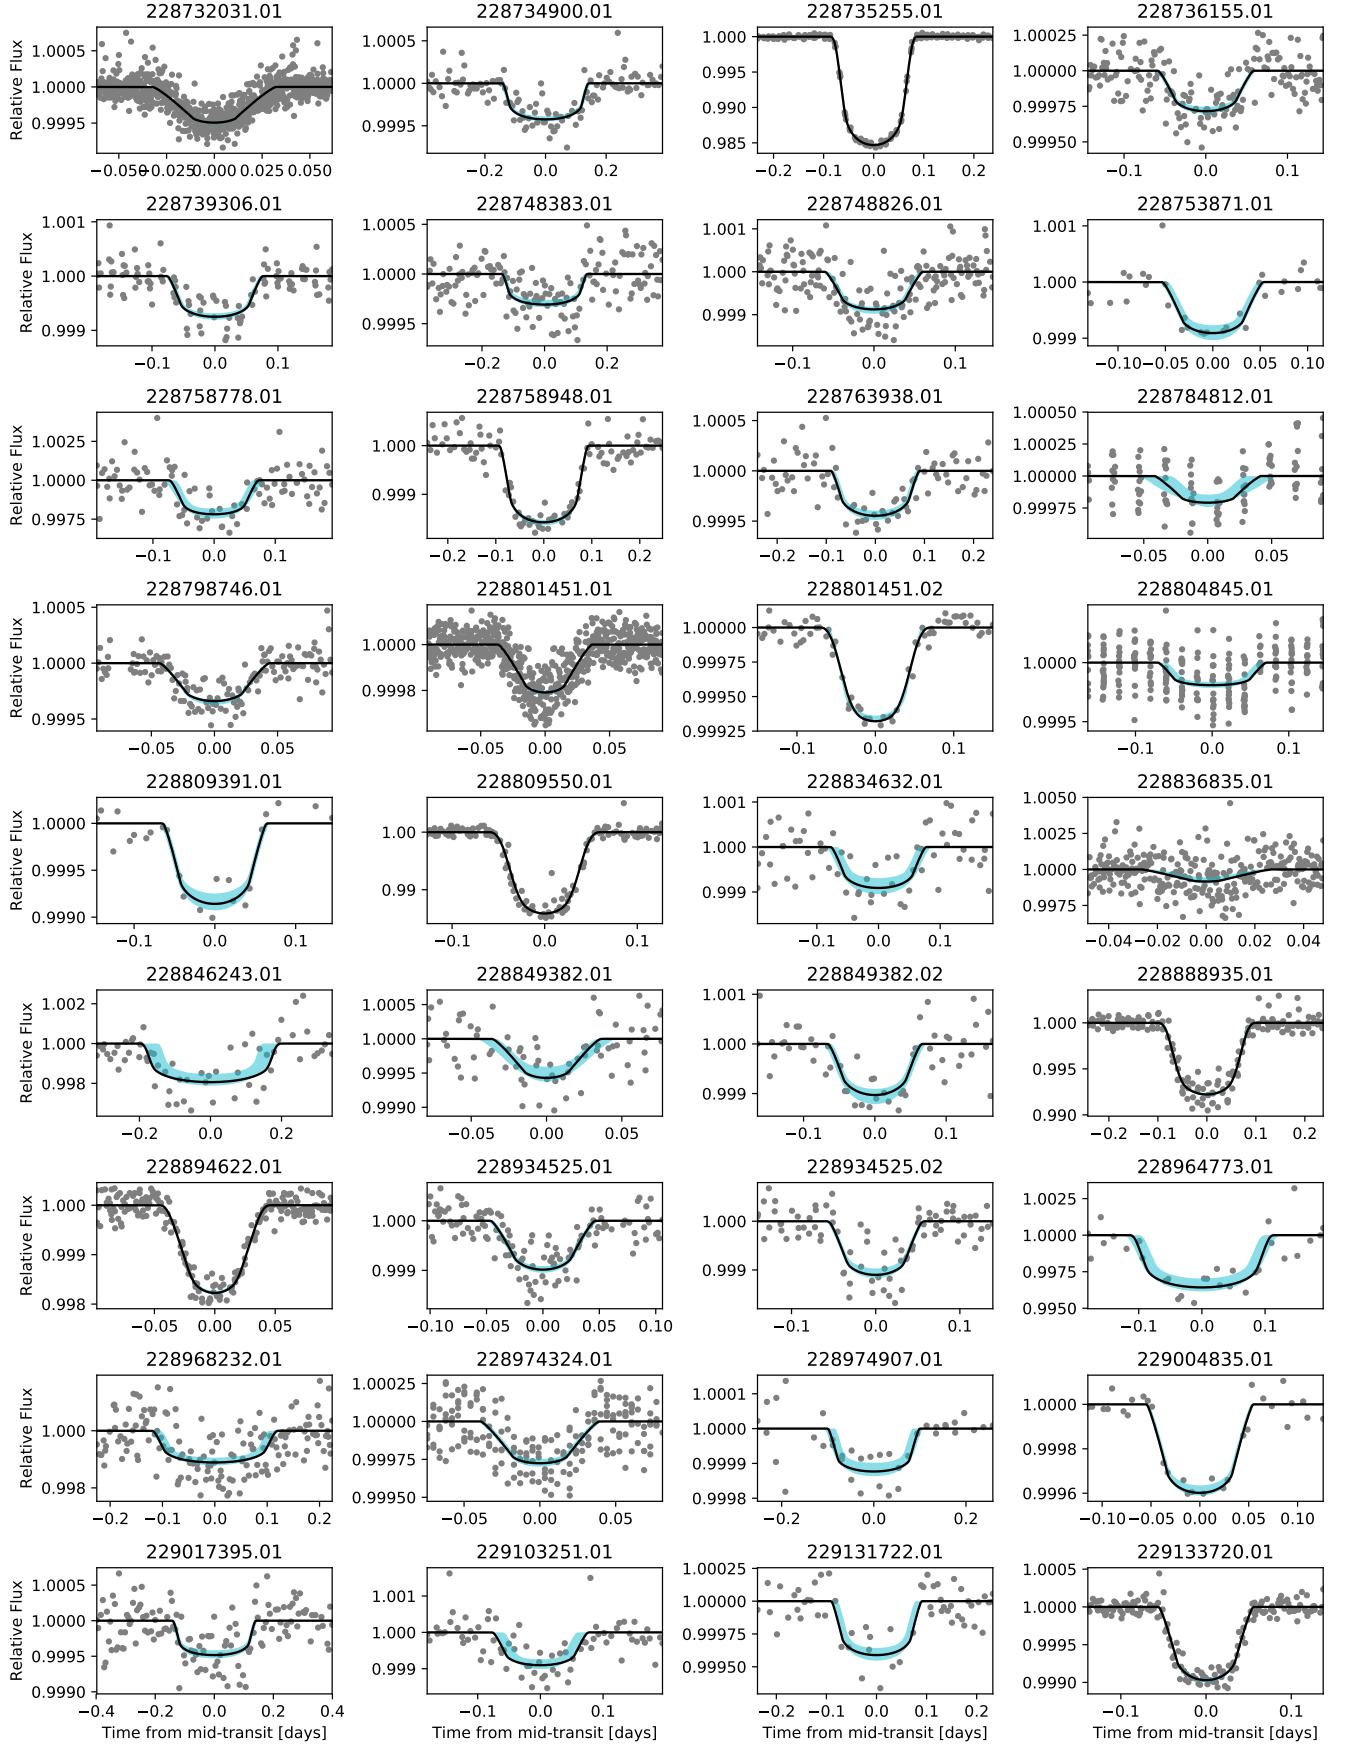 228732031.01 228734900.01 228735255.01 228736155.01
Relative Flux 1.0005 1.0000 0.9995 1.0005 1.0000 0.9995 1.000 0.995 0.990 0.985 1.00025 1.00000 0.99975 0.99950
−0.050 −0.025 0.000 0.025 0.050 −0.2 0.0 0.2 −0.2 −0.1 0.0 0.1 0.2 −0.1 0.0 0.1
228739306.01 228748383.01 228748826.01 228753871.01
Relative Flux 1.001 1.000 0.999 1.0005 1.0000 0.9995 1.001 1.000 0.999 1.001 1.000 0.999
−0.1 0.0 0.1 −0.2 0.0 0.2 −0.1 0.0 0.1 −0.10 −0.05 0.00 0.05 0.10
228758778.01 228758948.01 228763938.01 228784812.01
Relative Flux 1.0025 1.0000 0.9975 1.000 0.999 1.0005 1.0000 0.9995 1.00050 1.00025 1.00000 0.99975
−0.1 0.0 0.1 −0.2 −0.1 0.0 0.1 0.2 −0.2 −0.1 0.0 0.1 0.2 −0.05 0.00 0.05
228798746.01 228801451.01 228801451.02 228804845.01
Relative Flux 1.0005 1.0000 0.9995 1.0000 0.9998 1.00000 0.99975 0.99950 0.99925 1.0000 0.9995
−0.05 0.00 0.05 −0.05 0.00 0.05 −0.1 0.0 0.1 −0.1 0.0 0.1
228809391.01 228809550.01 228834632.01 228836835.01
Relative Flux 1.0000 0.9995 0.9990 1.00 0.99 1.001 1.000 0.999 1.0050 1.0025 1.0000 0.9975
−0.1 0.0 0.1 −0.1 0.0 0.1 −0.1 0.0 0.1 −0.04 −0.02 0.00 0.02 0.04
228846243.01 228849382.01 228849382.02 228888935.01
Relative Flux 1.002 1.000 0.998 1.0005 1.0000 0.9995 0.9990 1.001 1.000 0.999 1.000 0.995 0.990
−0.2 0.0 0.2 −0.05 0.00 0.05 −0.1 0.0 0.1 −0.2 −0.1 0.0 0.1 0.2
228894622.01 228934525.01 228934525.02 228964773.01
Relative Flux 1.000 0.999 0.998 1.000 0.999 1.000 0.999 1.0025 1.0000 0.9975 0.9950
−0.05 0.00 0.05 −0.10 −0.05 0.00 0.05 0.10 −0.1 0.0 0.1 −0.1 0.0 0.1
228968232.01 228974324.01 228974907.01 229004835.01
Relative Flux 1.000 0.998 1.00025 1.00000 0.99975 0.99950 1.0001 1.0000 0.9999 0.9998 1.0000 0.9998 0.9996
−0.2 −0.1 0.0 0.1 0.2 −0.05 0.00 0.05 −0.2 0.0 0.2 −0.10 −0.05 0.00 0.05 0.10
229017395.01 229103251.01 229131722.01 229133720.01
Relative Flux 1.0005 1.0000 0.9995 0.9990 1.001 1.000 0.999 1.00025 1.00000 0.99975 0.99950 1.0005 1.0000 0.9995 0.9990
−0.4 −0.2 0.0 0.2 0.4 −0.1 0.0 0.1 −0.2 −0.1 0.0 0.1 0.2 −0.1 0.0 0.1
Time from mid-transit [days] Time from mid-transit [days] Time from mid-transit [days] Time from mid-transit [days]